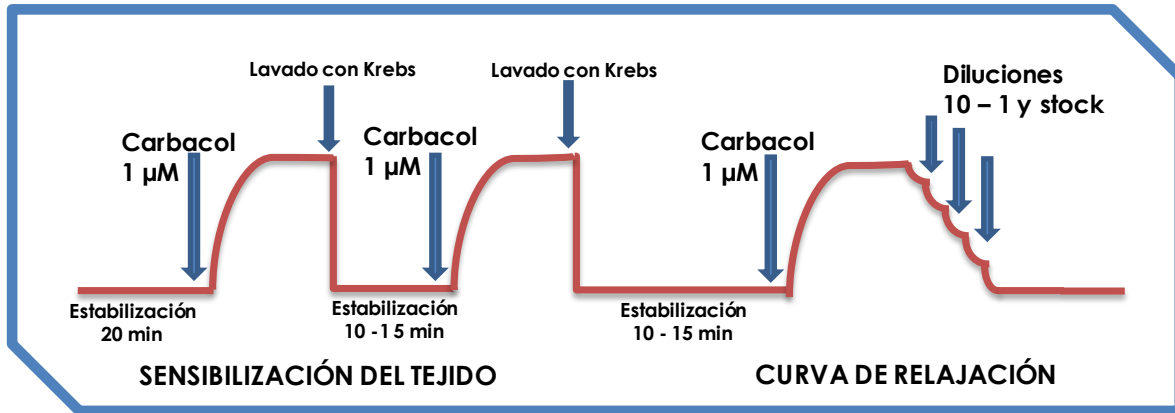 Lavado con Krebs
Lavado con Krebs
Diluciones
10 – 1 y stock
Carbacol
1 µM
Carbacol
1 µM
Carbacol
1 µM
Estabilización
20 min
Estabilización
10 -1 5 min
Estabilización
10 - 15 min
SENSIBILIZACIÓN DEL TEJIDO
CURVA DE RELAJACIÓN